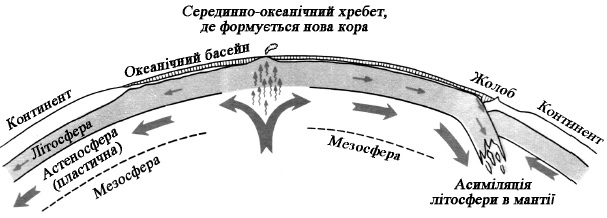 Серединно-океанічний хребет,
де формується нова кора
Океанічний басейн
Жолоб
Континент
Континент
Літосфера
Астеносфера
(пластична)
Мезосфера
Мезосфера
Асиміляція
літосфери в мантії